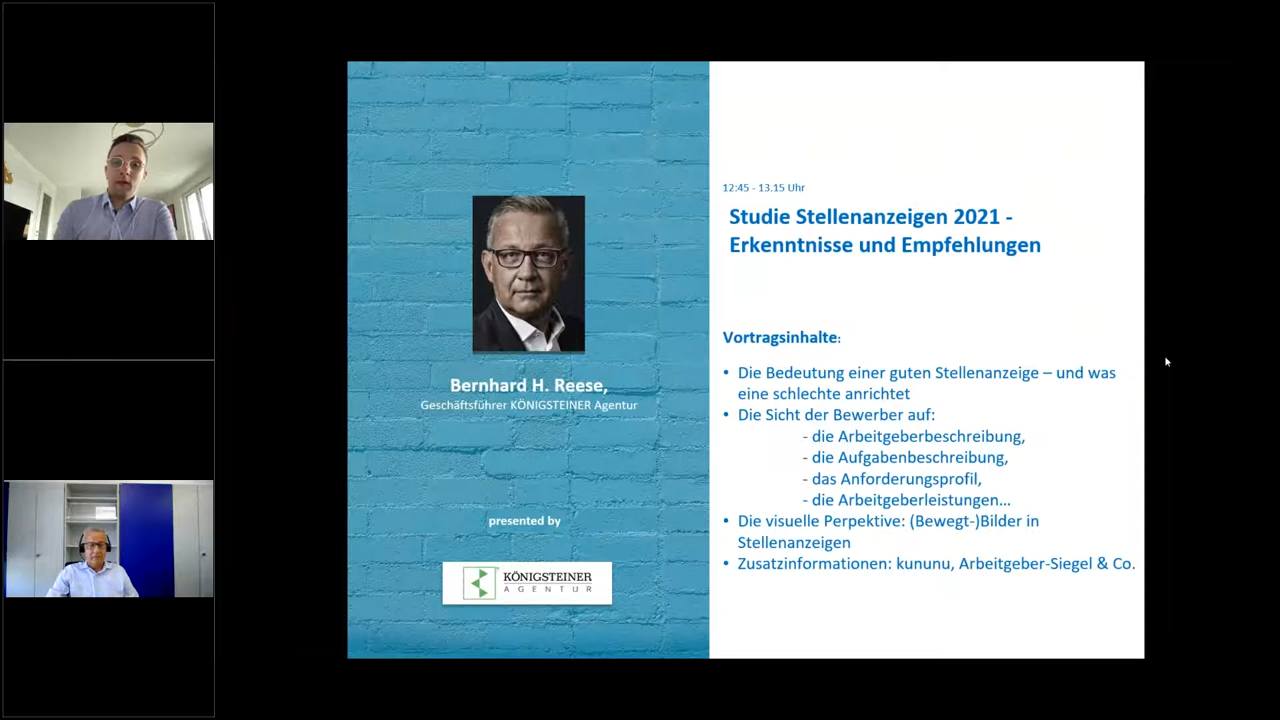 12:45 - 13.15 Uhr
Studie Stellenanzeigen 2021 -
Erkenntnisse und Empfehlungen
Bernhard H. Reese,
Geschäftsführer KÖNIGSTEINER Agentur
presented by
KÖNIGSTEINER
AGENTUR
Vortragsinhalte:
• Die Bedeutung einer guten Stellenanzeige – und was
eine schlechte anrichtet
• Die Sicht der Bewerber auf:
- die Arbeitgeberbeschreibung,
- die Aufgabenbeschreibung,
- das Anforderungsprofil,
- die Arbeitgeberleistungen...
• Die visuelle Perpektive: (Bewegt-)Bilder in
Stellenanzeigen
• Zusatzinformationen: kununu, Arbeitgeber-Siegel & Co.